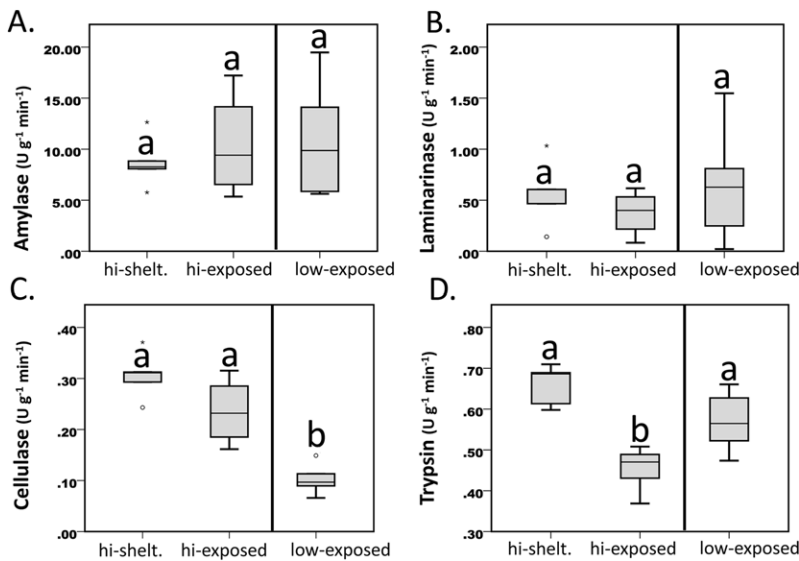 A.
20.00
15.00
10.00
5.00
.00
Amylase (U g⁻¹ min⁻¹)
a
a
a
hi-shelt. hi-exposed low-exposed
B.
2.00
1.50
1.00
.50
.00
Laminarinase (U g⁻¹ min⁻¹)
a
a
a
hi-shelt. hi-exposed low-exposed
C.
.40
.30
.20
.10
.00
Cellulase (U g⁻¹ min⁻¹)
a
a
b
hi-shelt. hi-exposed low-exposed
D.
.80
.70
.60
.50
.40
.30
Trypsin (U g⁻¹ min⁻¹)
a
b
a
hi-shelt. hi-exposed low-exposed